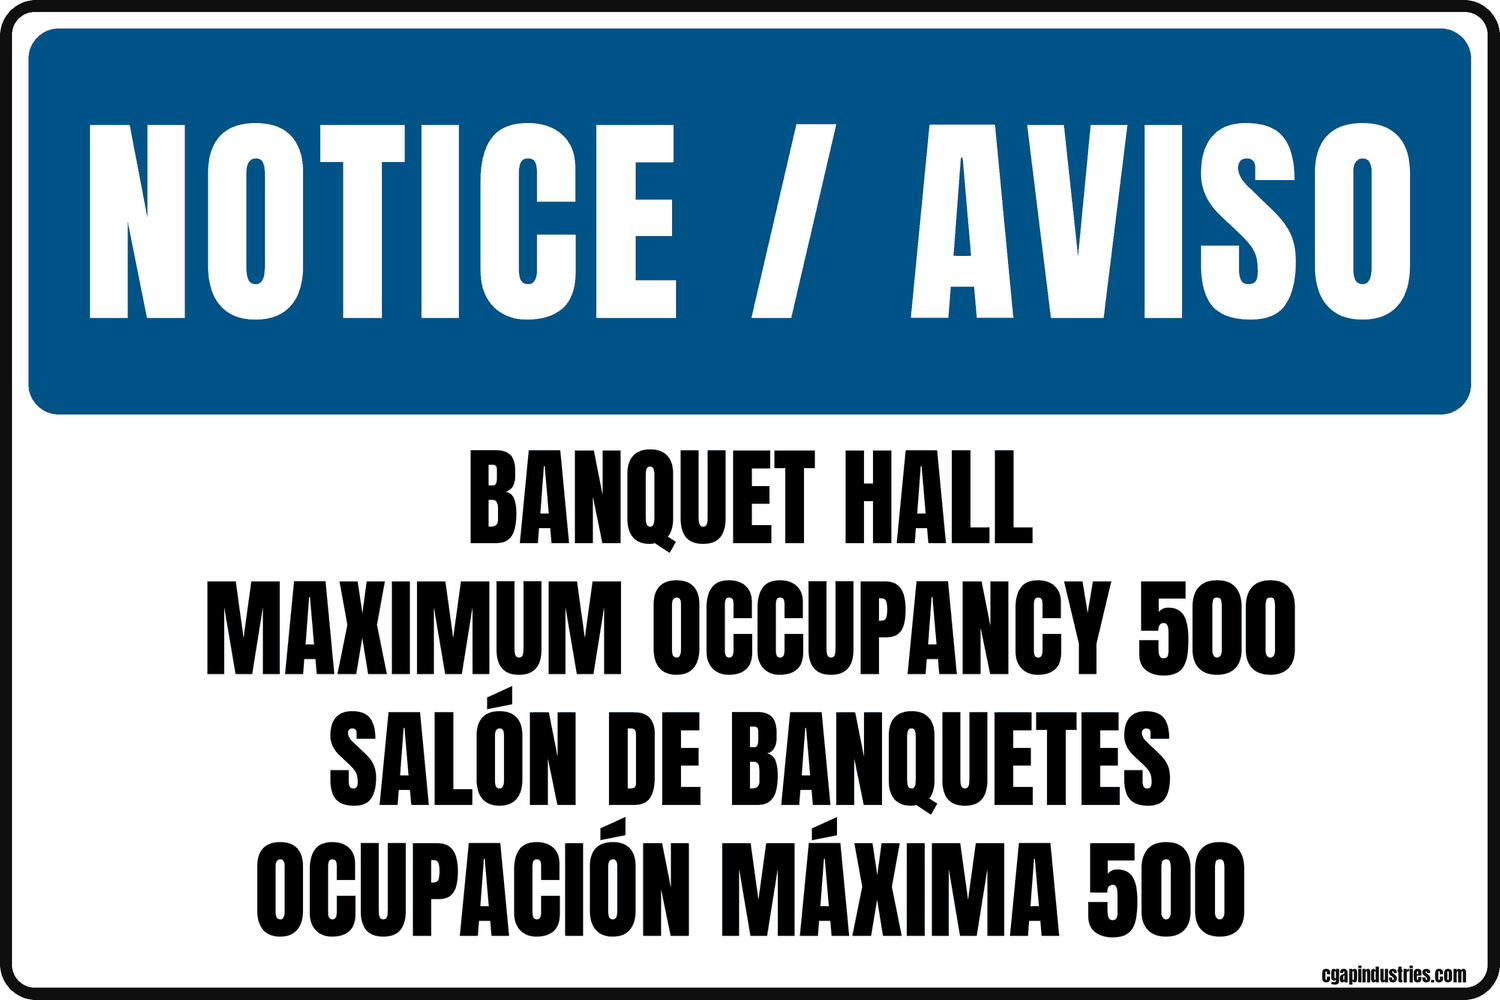 NOTICE / AVISO
BANQUET HALL
MAXIMUM OCCUPANCY 500
SALÓN DE BANQUETES
OCUPACIÓN MÁXIMA 500
cgapindustries.com